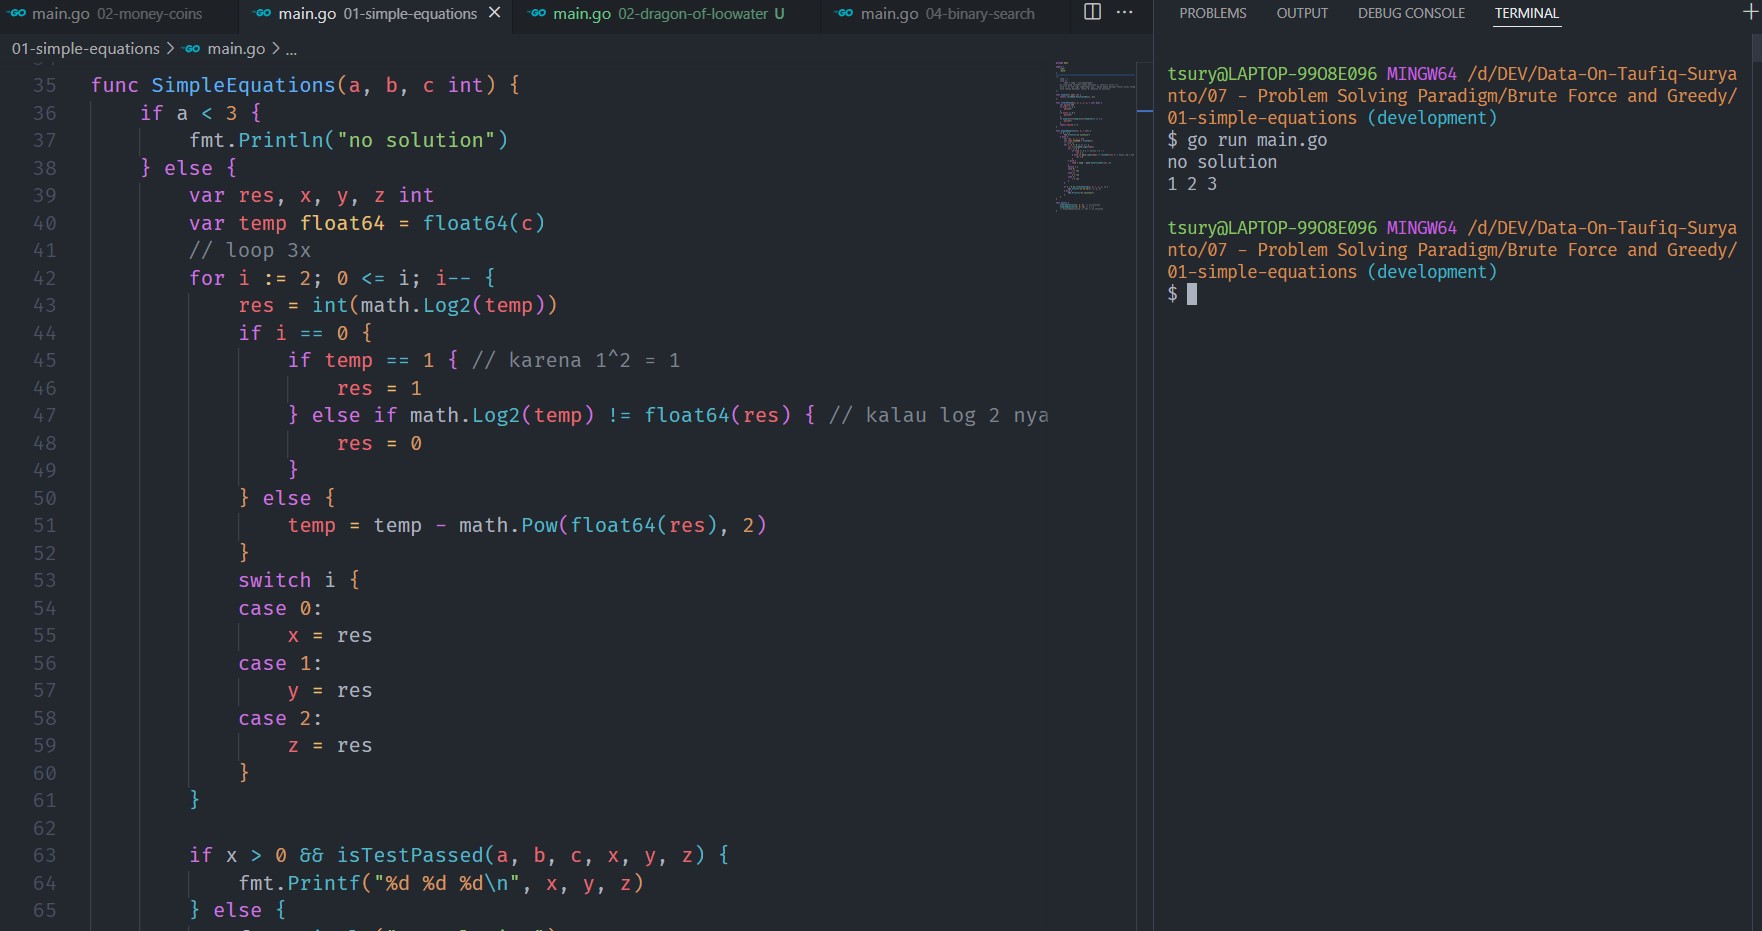 main.go 02-money-coins
main.go 01-simple-equations
main.go 02-dragon-of-loowater U
main.go 04-binary-search
01-simple-equations > main.go > ...
35 func SimpleEquations(a, b, c int) {
36 if a < 3 {
37 fmt.Println("no solution")
38 } else {
39 var res, x, y, z int
40 var temp float64 = float64(c)
41 // loop 3x
42 for i := 2; 0 <= i; i-- {
43 res = int(math.Log2(temp))
44 if i == 0 {
45 if temp == 1 { // karena 1^2 = 1
46 res = 1
47 } else if math.Log2(temp) != float64(res) { // kalau log 2 nya
48 res = 0
49 }
50 } else {
51 temp = temp - math.Pow(float64(res), 2)
52 }
53 switch i {
54 case 0:
55 x = res
56 case 1:
57 y = res
58 case 2:
59 z = res
60 }
61 }
62
63 if x > 0 && isTestPassed(a, b, c, x, y, z) {
64 fmt.Printf("%d %d %d\n", x, y, z)
65 } else {
PROBLEMS OUTPUT DEBUG CONSOLE TERMINAL
tsury@LAPTOP-99O8E096 MINGW64 /d/DEV/Data-On-Taufiq-Surya
nto/07 - Problem Solving Paradigm/Brute Force and Greedy/
01-simple-equations (development)
$ go run main.go
no solution
1 2 3
tsury@LAPTOP-99O8E096 MINGW64 /d/DEV/Data-On-Taufiq-Surya
nto/07 - Problem Solving Paradigm/Brute Force and Greedy/
01-simple-equations (development)
$